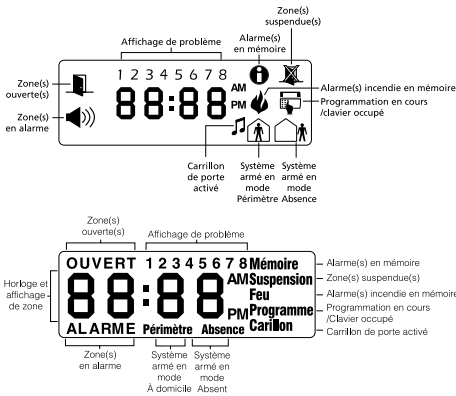 Zone(s)
suspendue(s)
Affichage de problème
Alarme(s)
en mémoire
1 2 3 4 5 6 7 8
Zone(s)
ouverte(s)
AM
Alarme(s) incendie en mémoire
88:88
PM
Programmation en cours
/clavier occupé
Zone(s)
en alarme
Carrillon
de porte
activé
Système
armé en
mode
Périmètre
Système
armé en
mode
Absence
Zone(s)
ouverte(s)
Affichage de problème
OUVERT 1 2 3 4 5 6 7 8 Mémoire
Alarme(s) en mémoire
AM Suspension
Zone(s) suspendue(s)
Horloge et
affichage
de zone
88:88
Feu
Alarme(s) incendie en mémoire
PM Programme
Programmation en cours
/Clavier occupé
ALARME Périmètre Absence Carillon
Carrillon de porte activé
Zone(s)
en alarme
Système
armé en
mode
À domicile
Système
armé en
mode
Absent